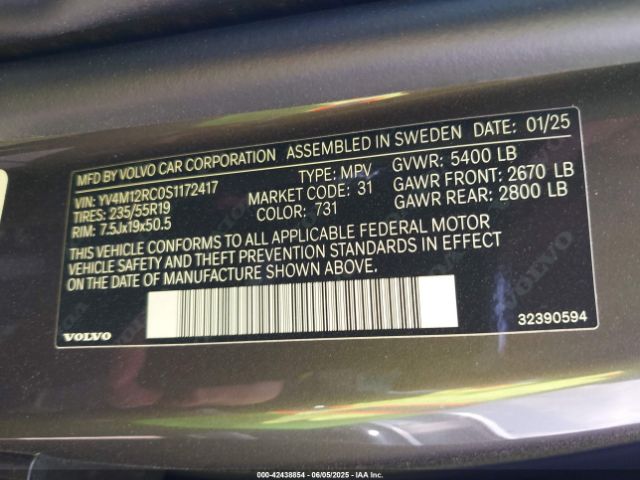 MFD BY VOLVO CAR CORPORATION ASSEMBLED IN SWEDEN DATE: 01/25
VIN: YV4M12RC0S1172417 TYPE: MPV GVWR: 5400 LB
TIRES: 235/55R19 MARKET CODE: 31 GAWR FRONT: 2670 LB
RIM: 7.5Jx19x50.5 COLOR: 731 GAWR REAR: 2800 LB
THIS VEHICLE CONFORMS TO ALL APPLICABLE FEDERAL MOTOR
VEHICLE SAFETY AND THEFT PREVENTION STANDARDS IN EFFECT
ON THE DATE OF MANUFACTURE SHOWN ABOVE.
VOLVO
32390594
VOLVO
VOLVO
000-42438854 | 06/05/2025 - IAA